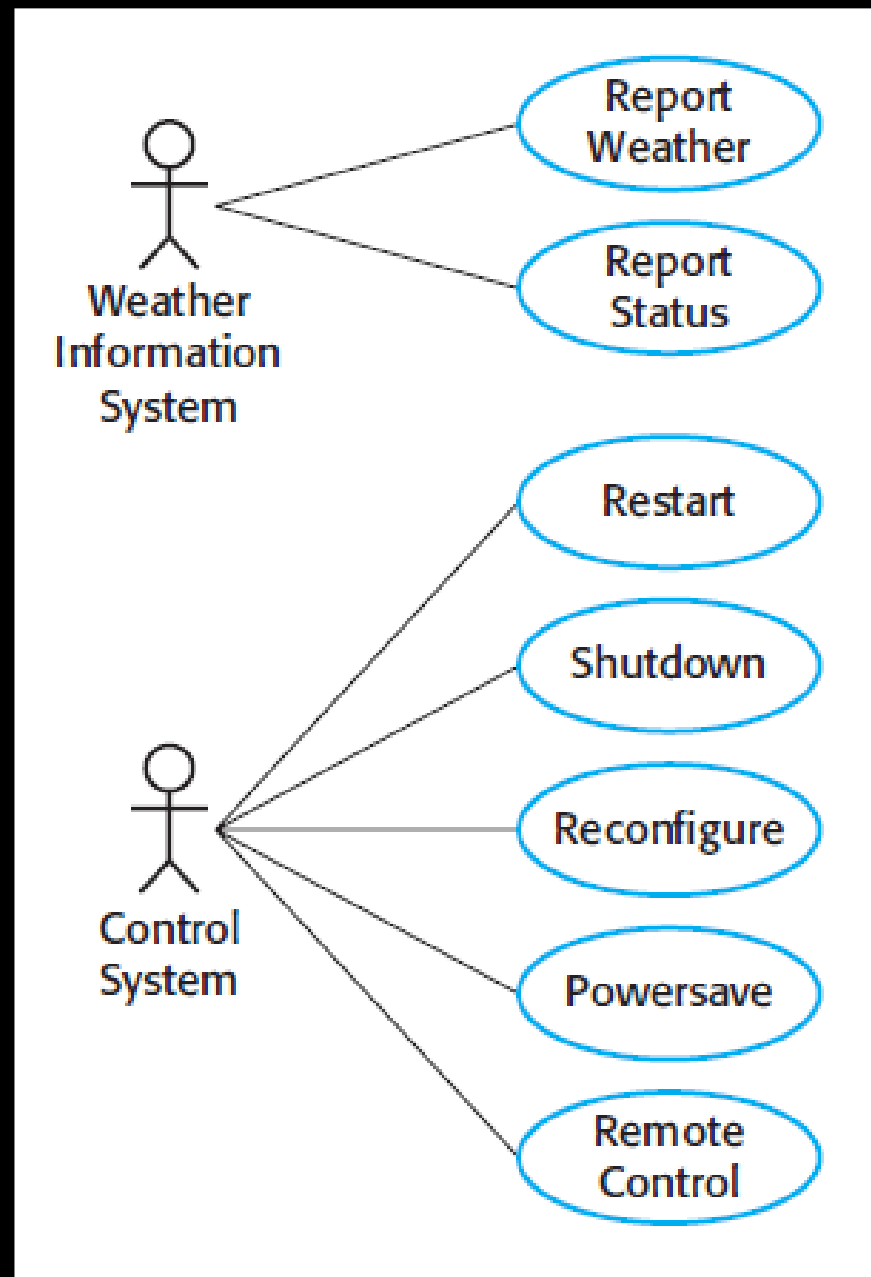 Report
Weather
Report
Status
Weather
Information
System
Restart
Shutdown
Reconfigure
Powersave
Remote
Control
Control
System